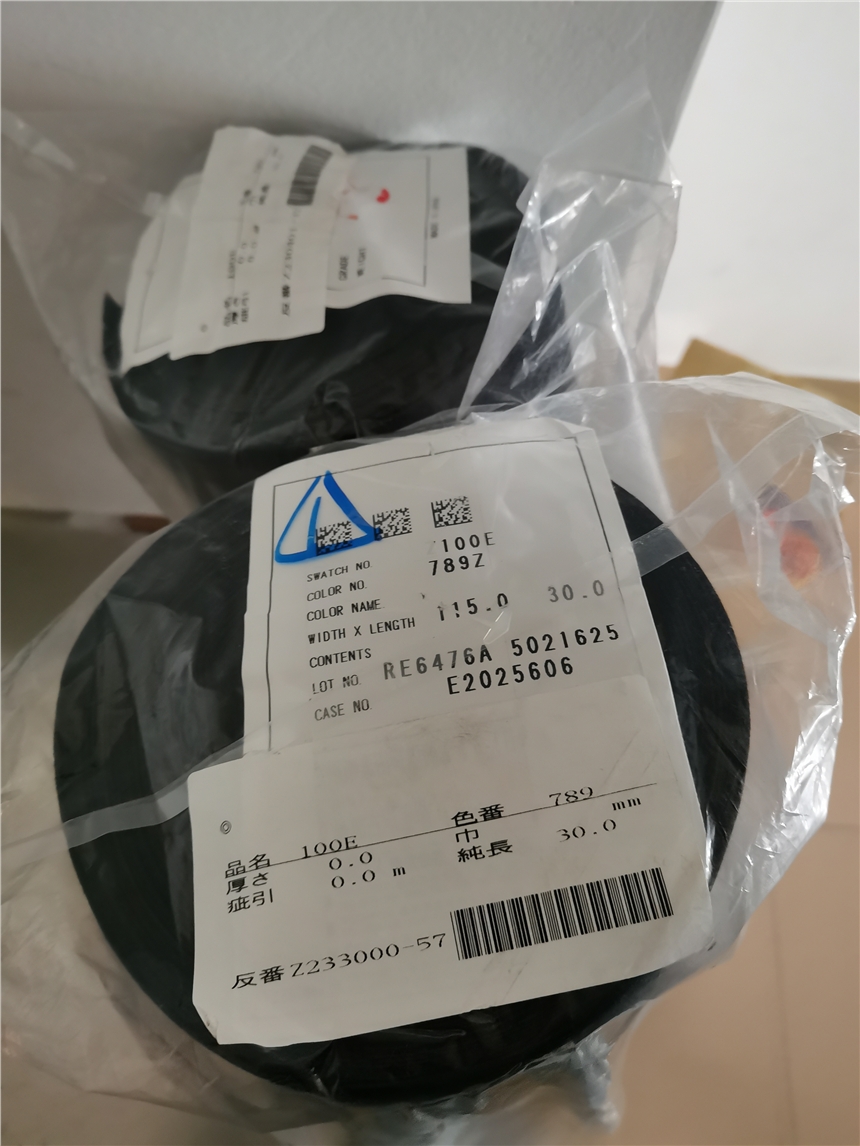 SWATCH NO. 100E
COLOR NO. 789Z
COLOR NAME.
WIDTH X LENGTH 115.0 30.0
CONTENTS
LOT NO. RE6476A 5021625
CASE NO. E2025606
品名 100E 色番 789
厚さ 0.0 巾 mm
疵引 0.0 m 純長 30.0
反番 Z233000-57
GRADE